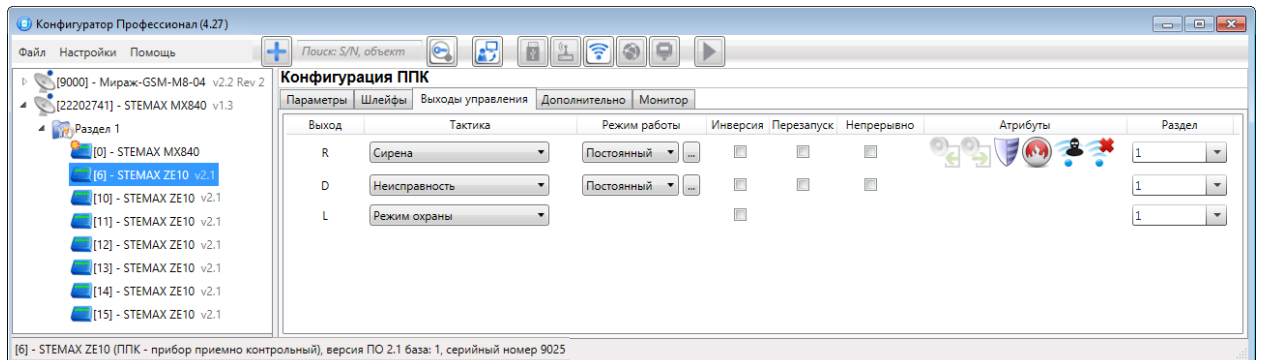 Конфигуратор Профессионал (4.27)
Файл Настройки Помощь Поиск: S/N, объект
[9000] - Мираж-GSM-M8-04 v2.2 Rev 2
[22202741] - STEMAX MX840 v1.3
Раздел 1
[0] - STEMAX MX840
[6] - STEMAX ZE10 v2.1
[10] - STEMAX ZE10 v2.1
[11] - STEMAX ZE10 v2.1
[12] - STEMAX ZE10 v2.1
[13] - STEMAX ZE10 v2.1
[14] - STEMAX ZE10 v2.1
[15] - STEMAX ZE10 v2.1
Конфигурация ППК
Параметры Шлейфы Выходы управления Дополнительно Монитор
Выход Тактика Режим работы Инверсия Перезапуск Непрерывно Атрибуты Раздел
R Сирена Постоянный ... 1
D Неисправность Постоянный ... 1
L Режим охраны 1
[6] - STEMAX ZE10 (ППК - прибор приемно контрольный), версия ПО 2.1 база: 1, серийный номер 9025